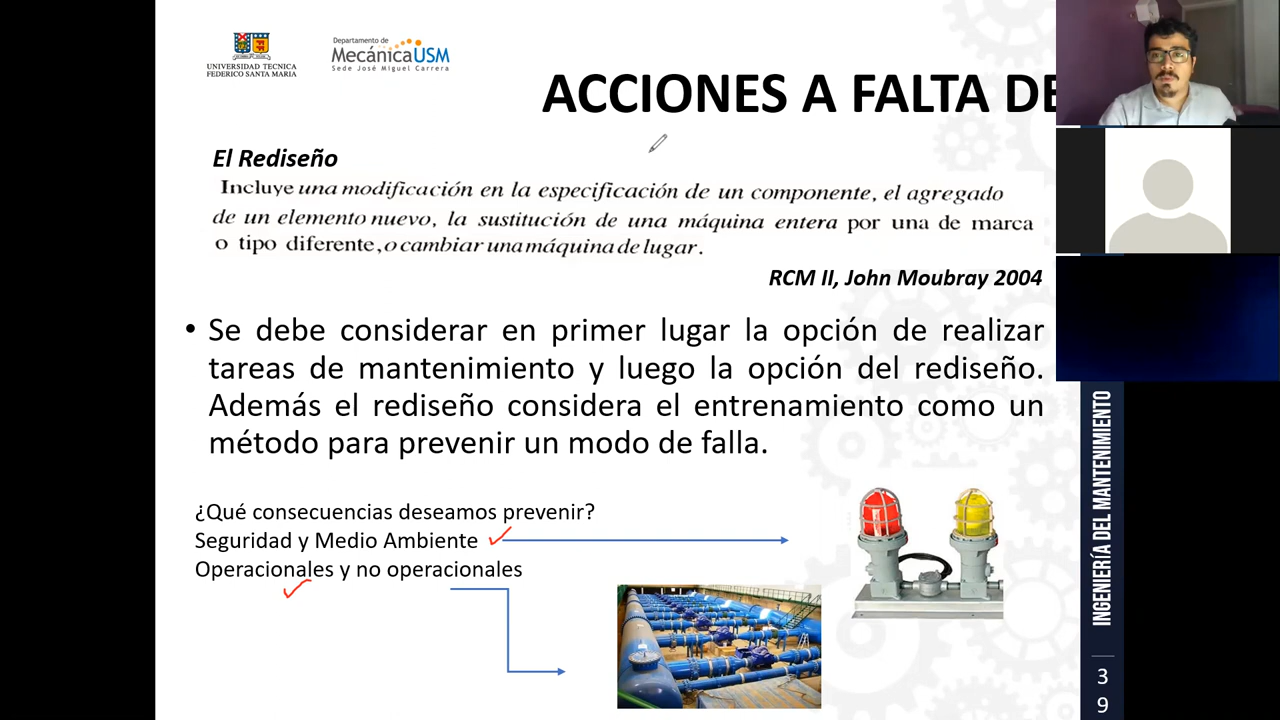 UNIVERSIDAD TECNICA
FEDERICO SANTA MARIA
Departamento de
MecánicaUSM
Sede José Miguel Carrera
ACCIONES A FALTA DE
El Rediseño
Incluye una modificación en la especificación de un componente, el agregado
de un elemento nuevo, la sustitución de una máquina entera por una de marca
o tipo diferente, o cambiar una máquina de lugar.
RCM II, John Moubray 2004
• Se debe considerar en primer lugar la opción de realizar
tareas de mantenimiento y luego la opción del rediseño.
Además el rediseño considera el entrenamiento como un
método para prevenir un modo de falla.
¿Qué consecuencias deseamos prevenir?
Seguridad y Medio Ambiente
Operacionales y no operacionales
INGENIERÍA DEL MANTENIMIENTO
3
9